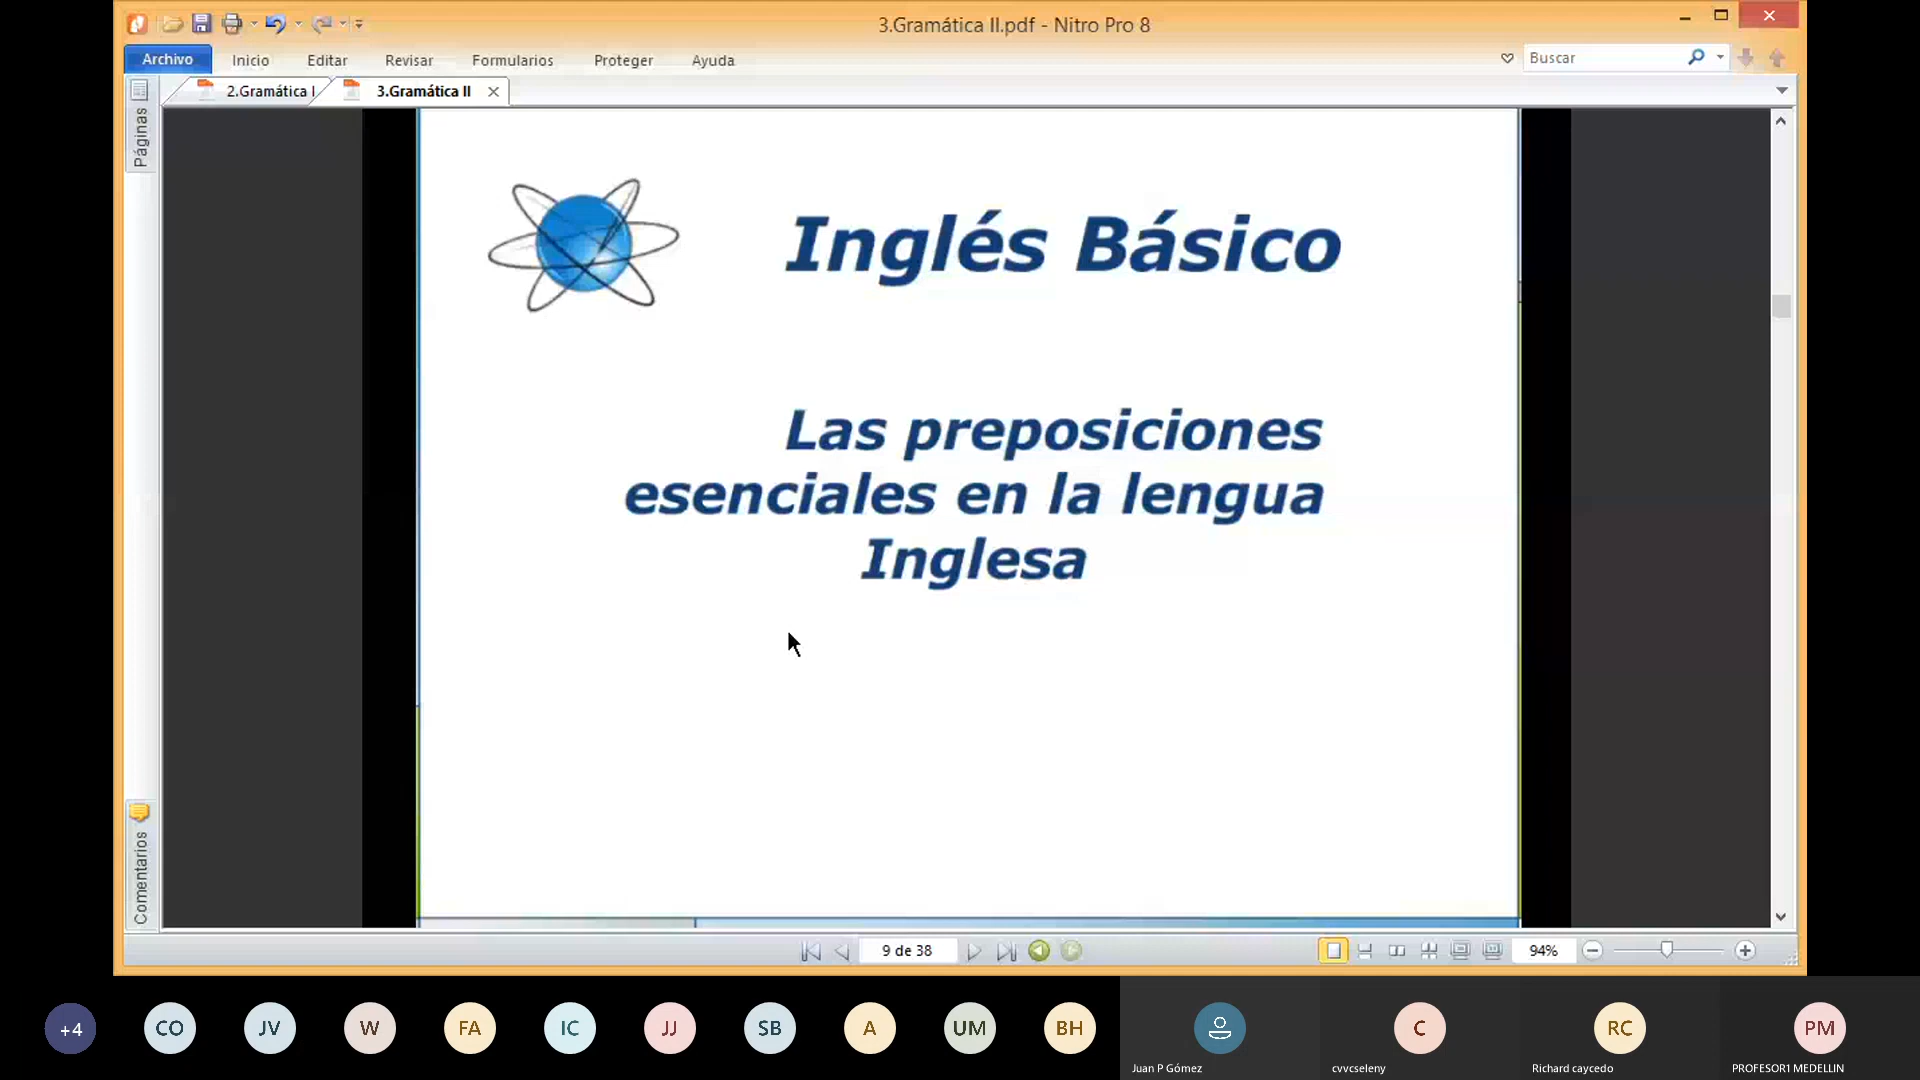 3.Gramática II.pdf - Nitro Pro 8
Archivo Inicio Editar Revisar Formularios Proteger Ayuda Buscar
2.Gramática I 3.Gramática II
Páginas
Inglés Básico
Las preposiciones
esenciales en la lengua
Inglesa
Comentarios
9 de 38 94%
+4 CO JV W FA IC JJ SB A UM BH C RC PM
Juan P Gómez cvvcseleny Richard caycedo PROFESOR1 MEDELLIN